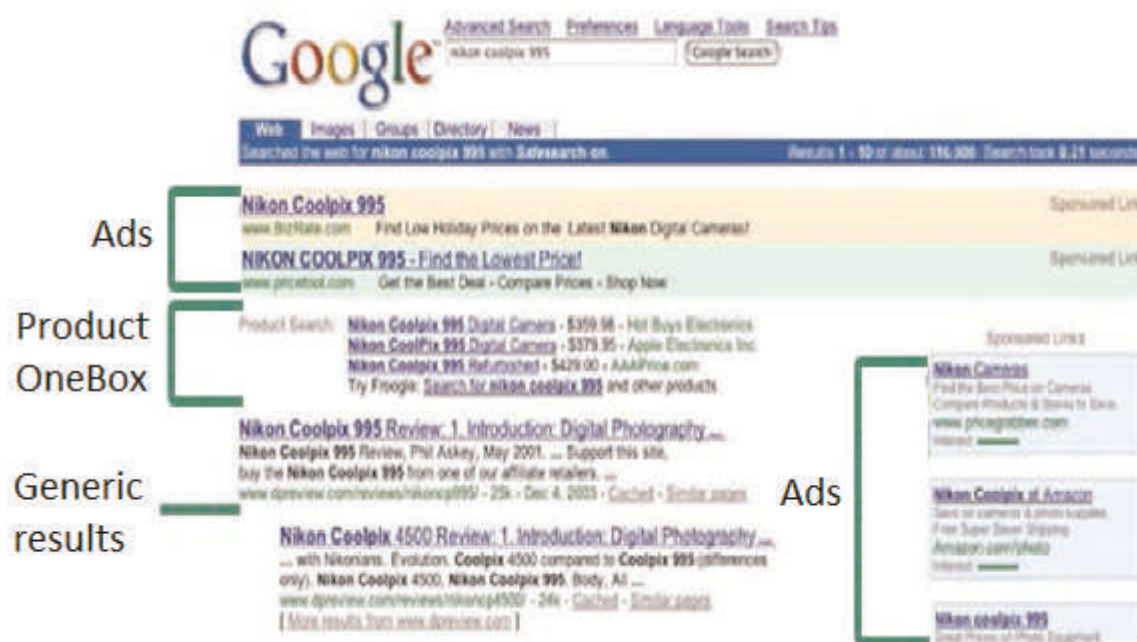 Google
Advanced Search Preferences Language Tools Search Tips
nikon coolpix 995 Google Search
Web Images Groups Directory News
Searched the web for nikon coolpix 995 with Safesearch on. Results 1 - 10 of about 116,000. Search took 0.21 seconds
Ads
Nikon Coolpix 995 Sponsored Lin
www.BizRate.com Find Low Holiday Prices on the Latest Nikon Digital Cameras!
NIKON COOLPIX 995 - Find the Lowest Price! Sponsored Lin
www.pricetool.com Get the Best Deal - Compare Prices - Shop Now
Product OneBox
Product Search: Nikon Coolpix 995 Digital Camera - $359.98 - Hot Buys Electronics
Nikon CoolPix 995 Digital Camera - $379.95 - Apple Electronics Inc.
Nikon Coolpix 995 Refurbished - $429.00 - AAAPrice.com
Try Froogle: Search for nikon coolpix 995 and other products
Generic results
Nikon Coolpix 995 Review: 1. Introduction: Digital Photography ...
Nikon Coolpix 995 Review, Phil Askey, May 2001. ... Support this site,
buy the Nikon Coolpix 995 from one of our affiliate retailers. ...
www.dpreview.com/reviews/nikoncp995/ - 25k - Dec 4, 2003 - Cached - Similar pages
Nikon Coolpix 4500 Review: 1. Introduction: Digital Photography ...
... with Nikonians. Evolution. Coolpix 4500 compared to Coolpix 995 (differences
only). Nikon Coolpix 4500, Nikon Coolpix 995. Body, All ...
www.dpreview.com/reviews/nikoncp4500/ - 24k - Cached - Similar pages
[ More results from www.dpreview.com ]
Ads
Sponsored Links
Nikon Cameras
Find the Best Price on Cameras.
Compare Products & Stores to Save.
www.pricegrabber.com
Interest:
Nikon Coolpix at Amazon
Save on cameras & photo supplies.
Free Super Saver Shipping
Amazon.com/photo
Interest:
Nikon coolpix 995